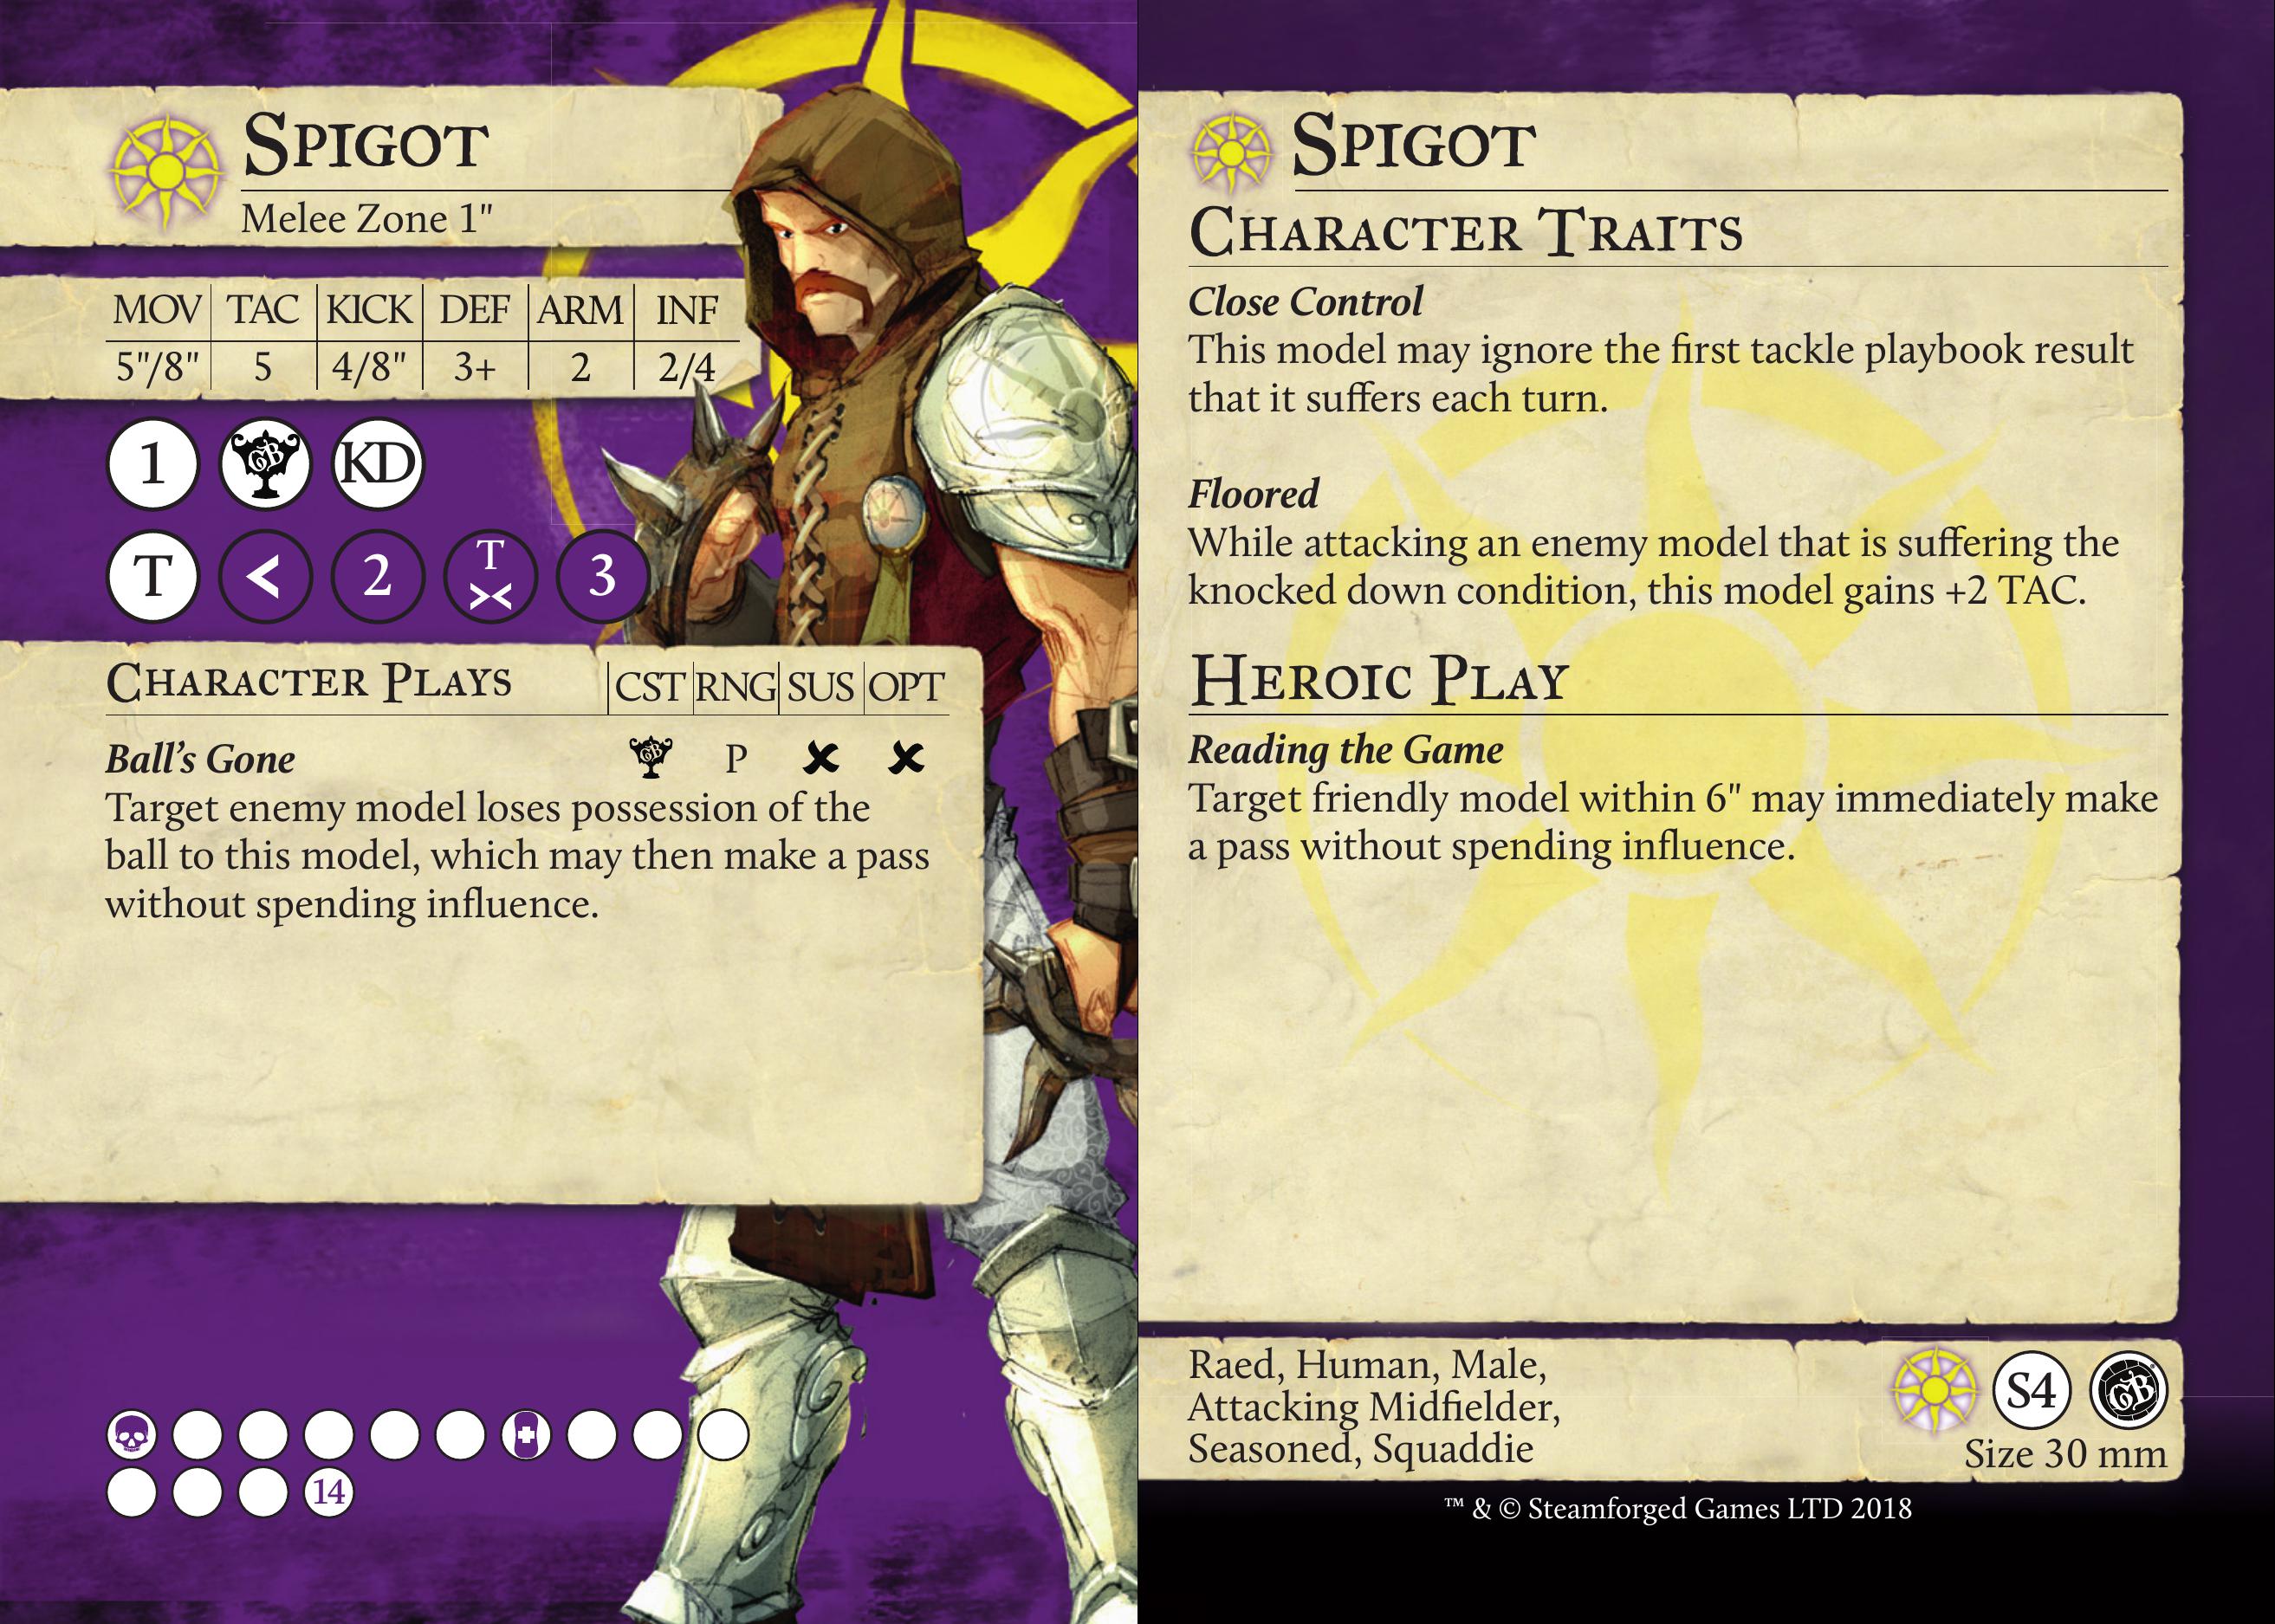 Spigot
Melee Zone 1"
MOV TAC KICK DEF ARM INF
5"/8" 5 4/8" 3+ 2 2/4
1 GB KD
T < 2 T >< 3
Character Plays CST RNG SUS OPT
Ball's Gone GB P ✘ ✘
Target enemy model loses possession of the
ball to this model, which may then make a pass
without spending influence.
14
Spigot
Character Traits
Close Control
This model may ignore the first tackle playbook result
that it suffers each turn.
Floored
While attacking an enemy model that is suffering the
knocked down condition, this model gains +2 TAC.
Heroic Play
Reading the Game
Target friendly model within 6" may immediately make
a pass without spending influence.
Raed, Human, Male,
Attacking Midfielder,
Seasoned, Squaddie
S4 GB
Size 30 mm
™ & © Steamforged Games LTD 2018